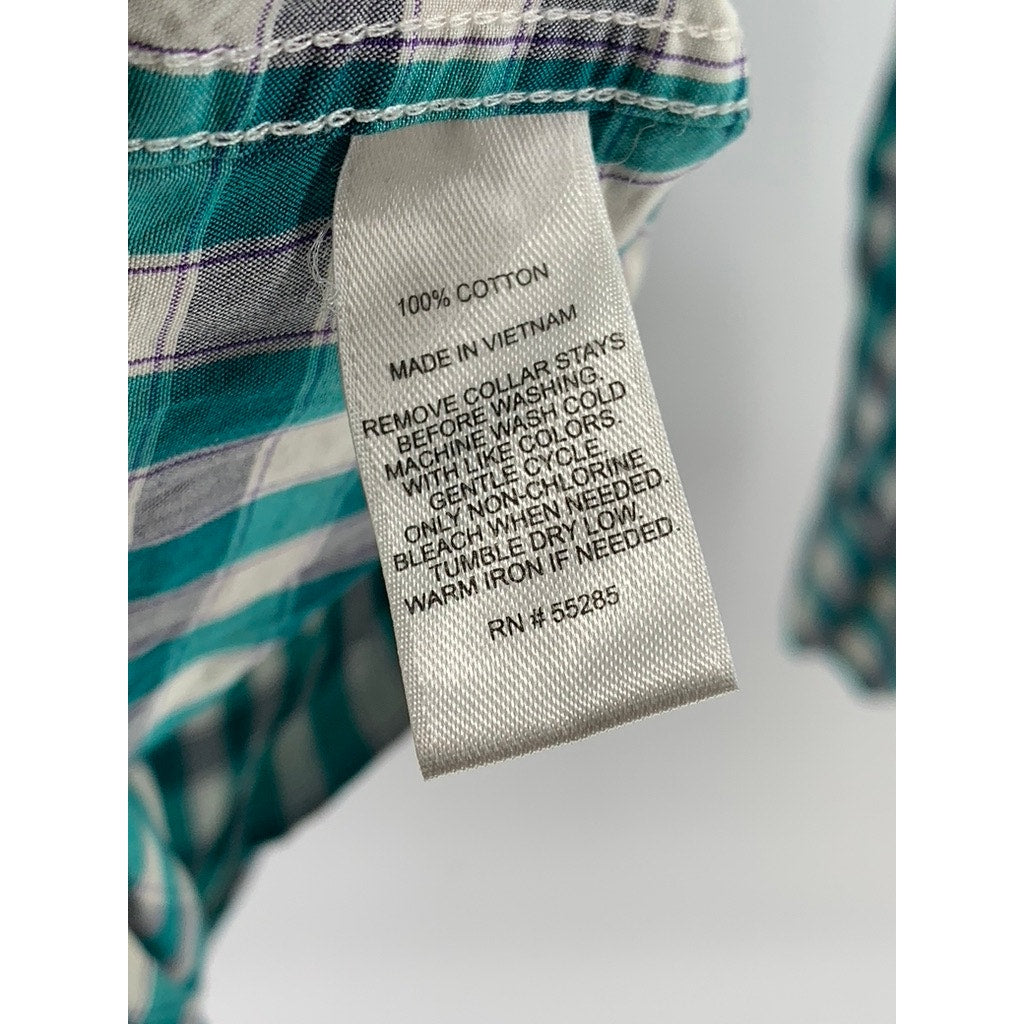 100% COTTON
MADE IN VIETNAM
REMOVE COLLAR STAYS
BEFORE WASHING.
MACHINE WASH COLD
WITH LIKE COLORS.
GENTLE CYCLE.
ONLY NON-CHLORINE
BLEACH WHEN NEEDED.
TUMBLE DRY LOW.
WARM IRON IF NEEDED.
RN # 55285